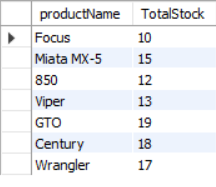 productName TotalStock
Focus 10
Miata MX-5 15
850 12
Viper 13
GTO 19
Century 18
Wrangler 17